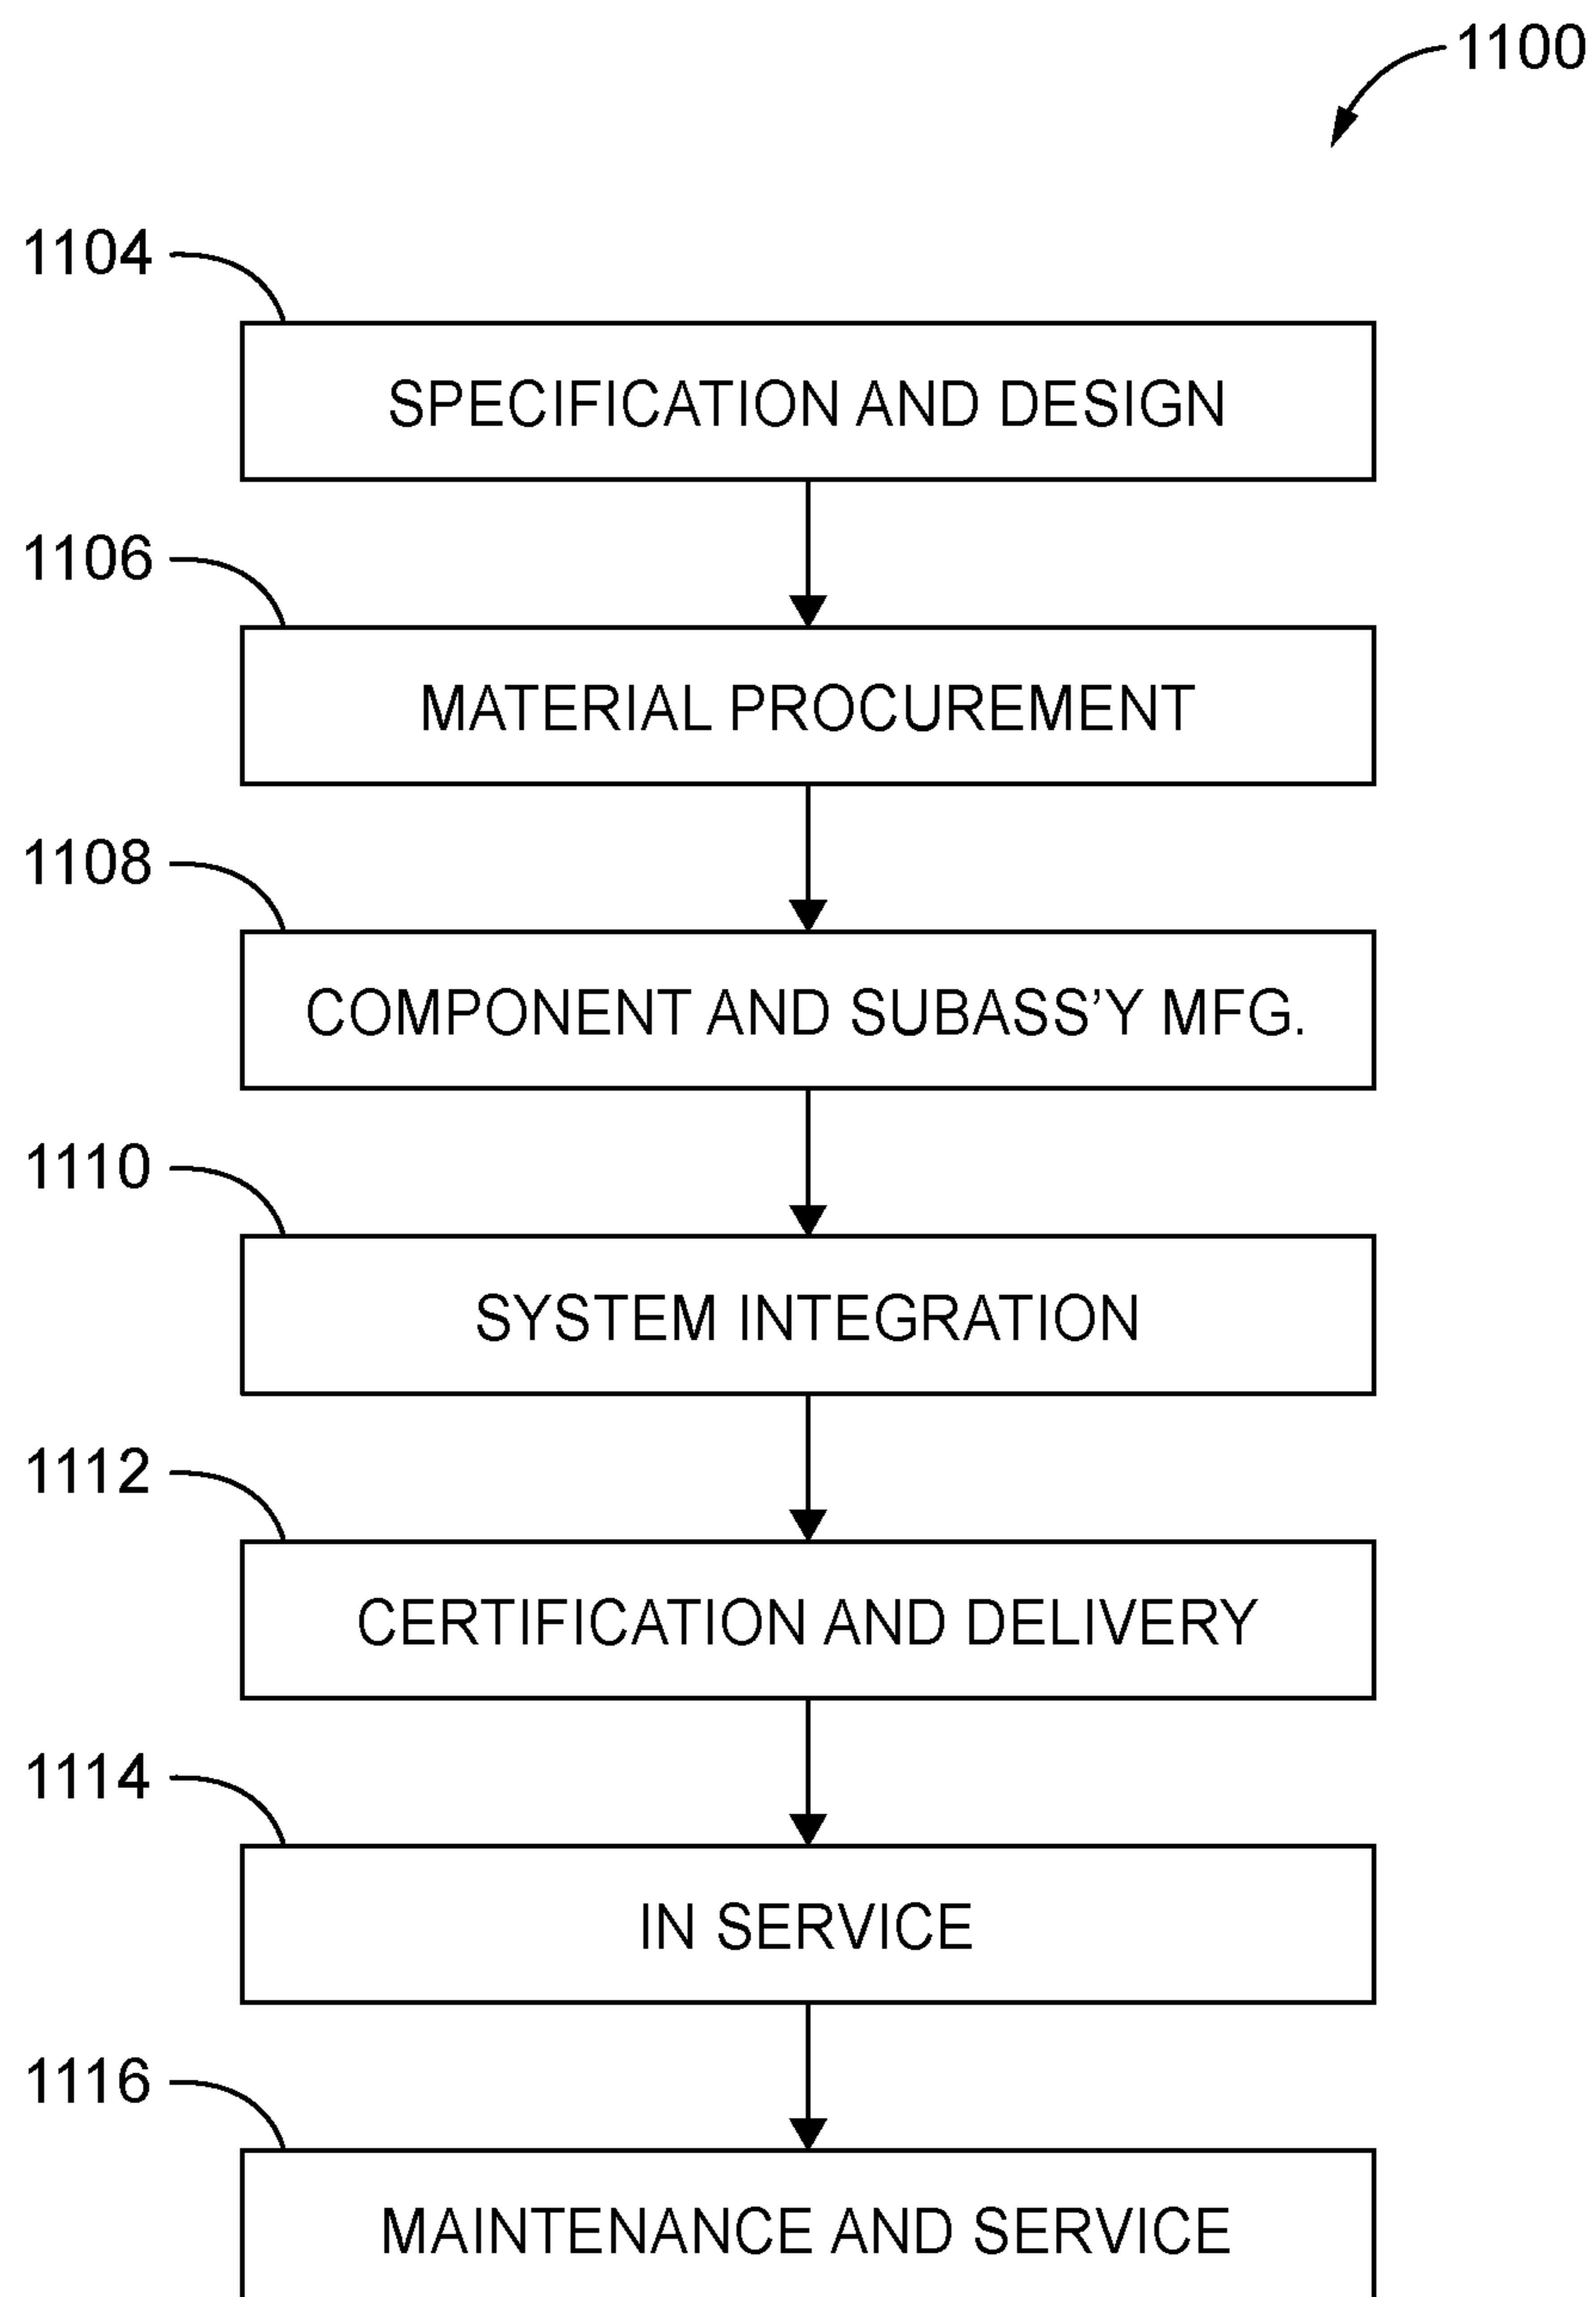 1100
1104
SPECIFICATION AND DESIGN
1106
MATERIAL PROCUREMENT
1108
COMPONENT AND SUBASS'Y MFG.
1110
SYSTEM INTEGRATION
1112
CERTIFICATION AND DELIVERY
1114
IN SERVICE
1116
MAINTENANCE AND SERVICE